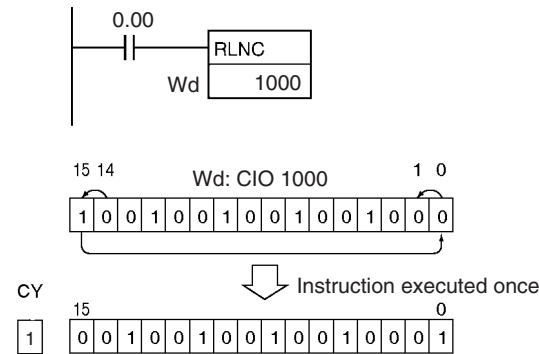 0.00
RLNC
Wd 1000
15 14 1 0
Wd: CIO 1000
1 0 0 1 0 0 1 0 0 1 0 0 1 0 0 0
Instruction executed once
CY
15 0
1 0 0 1 0 0 1 0 0 1 0 0 1 0 0 0 1